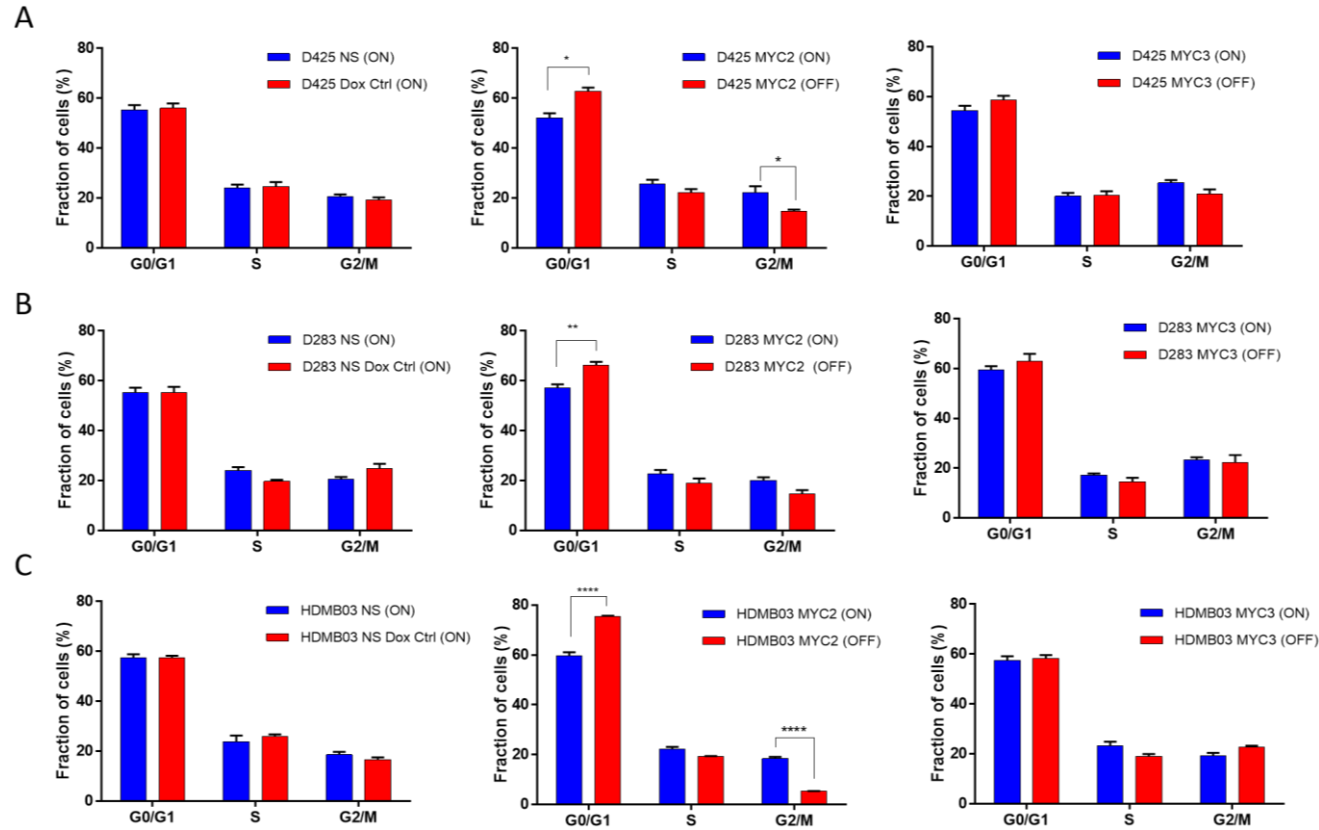 A
Fraction of cells (%)
80
60
40
20
0
G0/G1 S G2/M
D425 NS (ON)
D425 Dox Ctrl (ON)
Fraction of cells (%)
80
60
40
20
0
G0/G1 S G2/M
*
*
D425 MYC2 (ON)
D425 MYC2 (OFF)
Fraction of cells (%)
80
60
40
20
0
G0/G1 S G2/M
D425 MYC3 (ON)
D425 MYC3 (OFF)
B
Fraction of cells (%)
80
60
40
20
0
G0/G1 S G2/M
D283 NS (ON)
D283 NS Dox Ctrl (ON)
Fraction of cells (%)
80
60
40
20
0
G0/G1 S G2/M
**
D283 MYC2 (ON)
D283 MYC2 (OFF)
Fraction of cells (%)
80
60
40
20
0
G0/G1 S G2/M
D283 MYC3 (ON)
D283 MYC3 (OFF)
C
Fraction of cells (%)
80
60
40
20
0
G0/G1 S G2/M
HDMB03 NS (ON)
HDMB03 NS Dox Ctrl (ON)
Fraction of cells (%)
80
60
40
20
0
G0/G1 S G2/M
****
****
HDMB03 MYC2 (ON)
HDMB03 MYC2 (OFF)
Fraction of cells (%)
80
60
40
20
0
G0/G1 S G2/M
HDMB03 MYC3 (ON)
HDMB03 MYC3 (OFF)